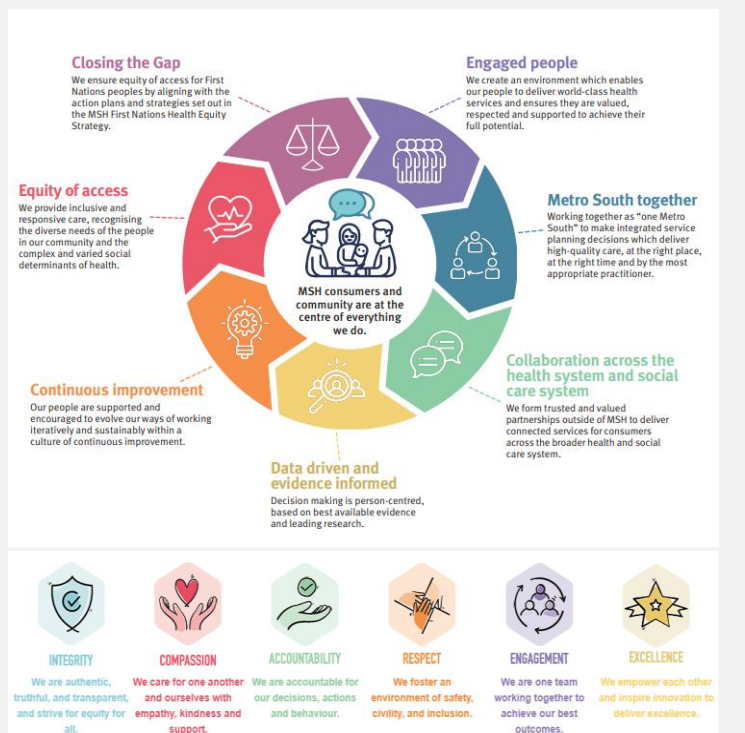 Closing the Gap
We ensure equity of access for First
Nations peoples by aligning with the
action plans and strategies set out in
the MSH First Nations Health Equity
Strategy.
Engaged people
We create an environment which enables
our people to deliver world-class health
services and ensures they are valued,
respected and supported to achieve their
full potential.
Equity of access
We provide inclusive and
responsive care, recognising
the diverse needs of the people
in our community and the
complex and varied social
determinants of health.
Metro South together
Working together as "one Metro
South" to make integrated service
planning decisions which deliver
high-quality care, at the right place,
at the right time and by the most
appropriate practitioner.
MSH consumers and
community are at the
centre of everything
we do.
Collaboration across the
health system and social
care system
We form trusted and valued
partnerships outside of MSH to deliver
connected services for consumers
across the broader health and social
care system.
Continuous improvement
Our people are supported and
encouraged to evolve our ways of working
iteratively and sustainably within a
culture of continuous improvement.
Data driven and
evidence informed
Decision making is person-centred,
based on best available evidence
and leading research.
INTEGRITY
We are authentic,
truthful, and transparent,
and strive for equity for
all.
COMPASSION
We care for one another
and ourselves with
empathy, kindness and
support.
ACCOUNTABILITY
We are accountable for
our decisions, actions
and behaviour.
RESPECT
We foster an
environment of safety,
civility, and inclusion.
ENGAGEMENT
We are one team
working together to
achieve our best
outcomes.
EXCELLENCE
We empower each other
and inspire innovation to
deliver excellence.